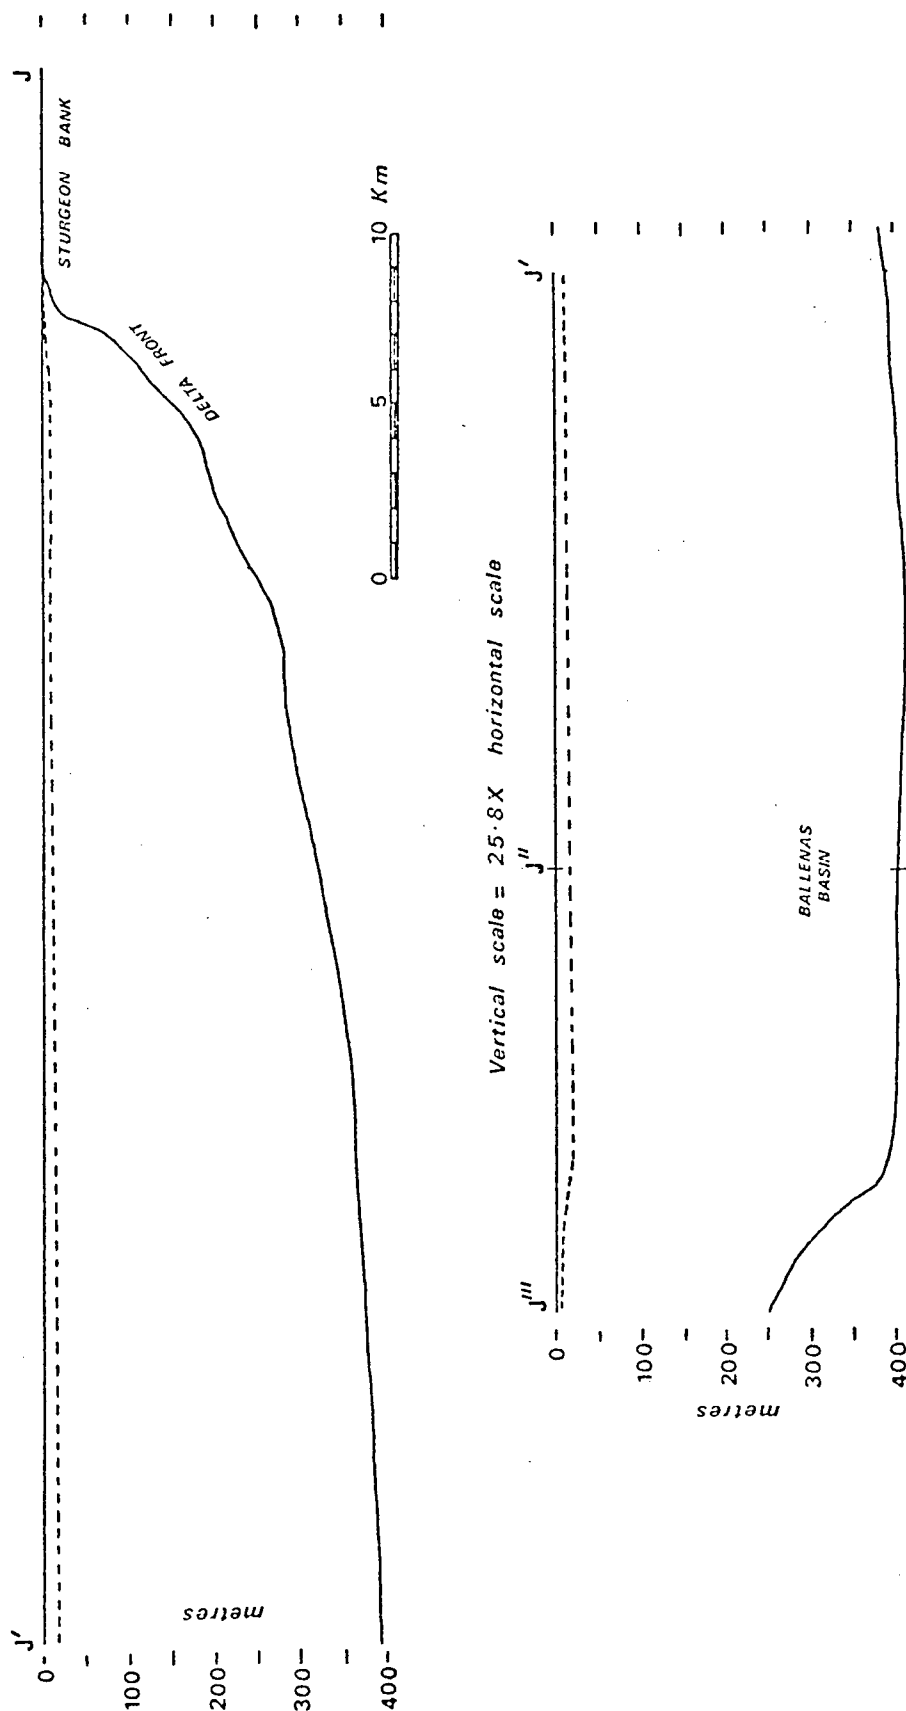 J'
J
0-
100-
200-
300-
400-
metres
STURGEON BANK
DELTA FRONT
0 5 10 Km
Vertical scale = 25·8X horizontal scale
J'''
J''
J'
0-
100-
200-
300-
400-
metres
BALLENAS
BASIN